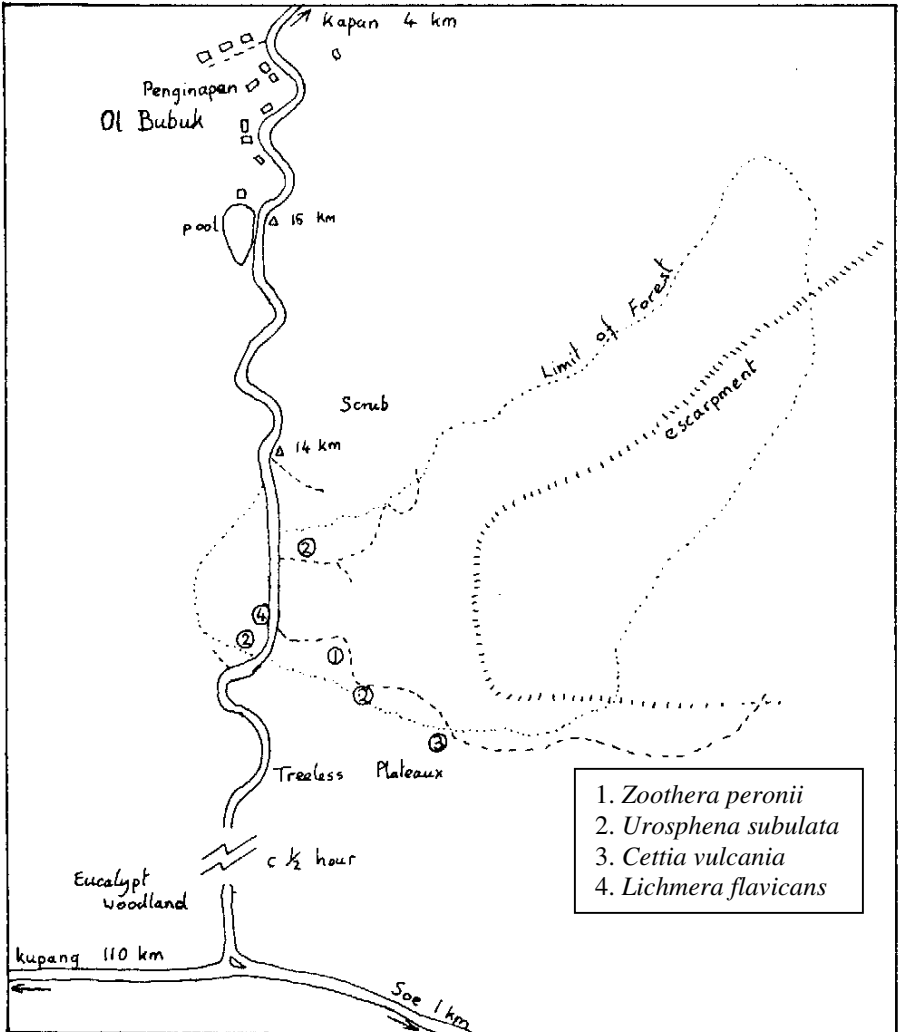 Kapan 4 km
Penginapan
Ol Bubuk
pool
15 km
Limit of Forest
escarpment
Scrub
14 km
2
4
2
1
2
3
Treeless Plateaux
c ½ hour
Eucalypt
woodland
Kupang 110 km
Soe 1 km
1. Zoothera peronii
2. Urosphena subulata
3. Cettia vulcania
4. Lichmera flavicans